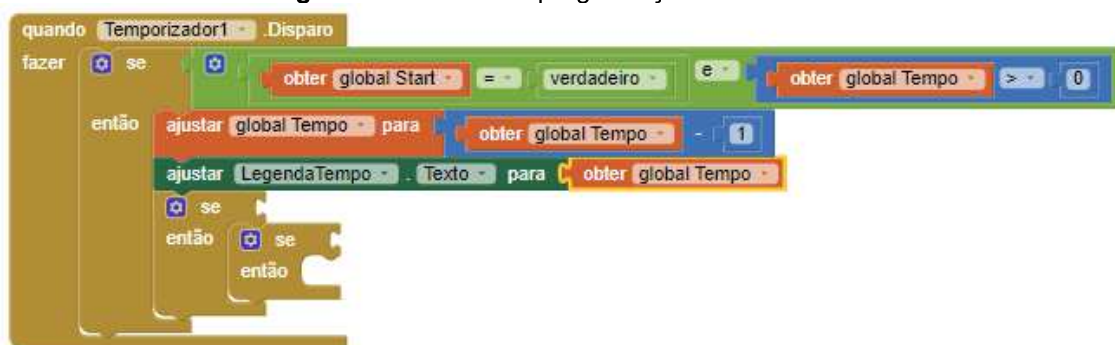 quando Temporizador1 .Disparo
fazer se obter global Start = verdadeiro e obter global Tempo > 0
então ajustar global Tempo para obter global Tempo - 1
ajustar LegendaTempo . Texto para obter global Tempo
se
então se
então